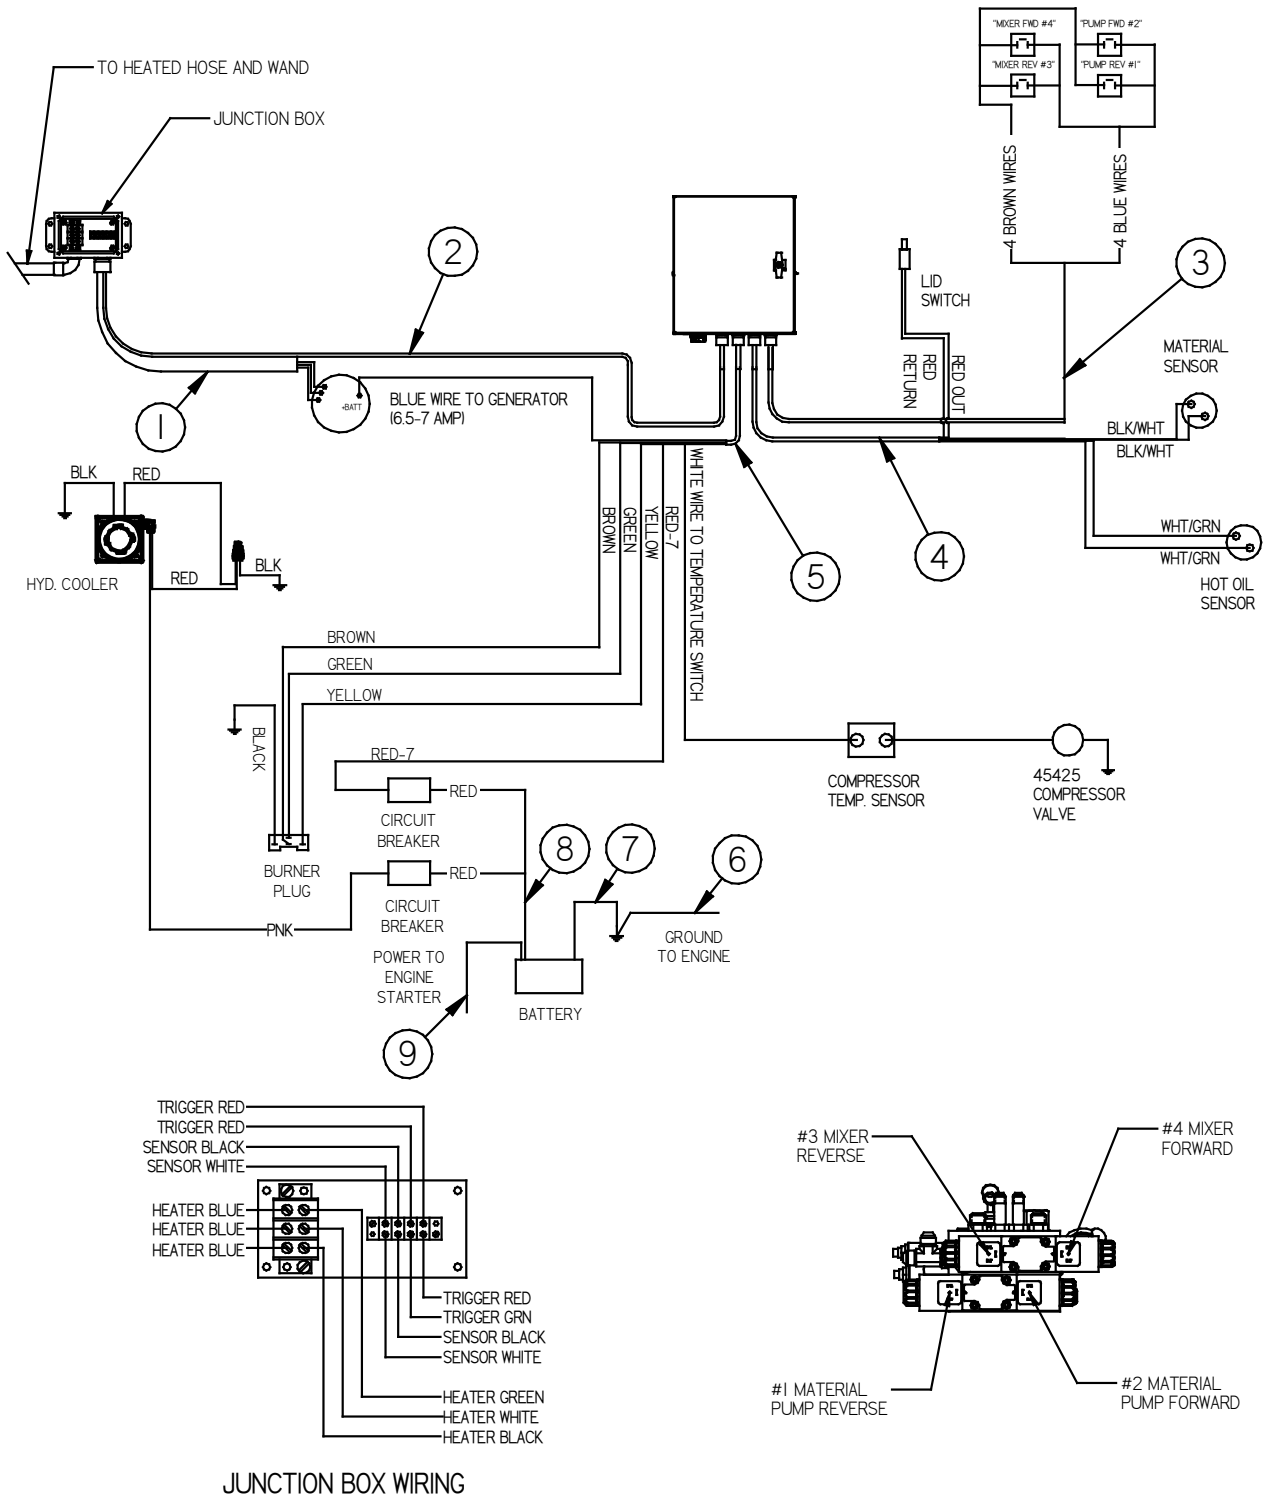 "MIXER FWD #4"
"PUMP FWD #2"
"MIXER REV #3"
"PUMP REV #1"
TO HEATED HOSE AND WAND
JUNCTION BOX
4 BROWN WIRES
4 BLUE WIRES
2
3
LID
SWITCH
MATERIAL
SENSOR
RED
RETURN
RED OUT
1
+BATT
BLUE WIRE TO GENERATOR
(6.5-7 AMP)
BLK/WHT
BLK/WHT
BLK
RED
HYD. COOLER
RED
BLK
BROWN
GREEN
YELLOW
RED-7
WHITE WIRE TO TEMPERATURE SWITCH
5
4
WHT/GRN
WHT/GRN
HOT OIL
SENSOR
BROWN
GREEN
YELLOW
BLACK
RED-7
RED
CIRCUIT
BREAKER
COMPRESSOR
TEMP. SENSOR
45425
COMPRESSOR
VALVE
BURNER
PLUG
RED
CIRCUIT
BREAKER
8
7
6
PNK
GROUND
TO ENGINE
POWER TO
ENGINE
STARTER
BATTERY
9
TRIGGER RED
TRIGGER RED
SENSOR BLACK
SENSOR WHITE
HEATER BLUE
HEATER BLUE
HEATER BLUE
TRIGGER RED
TRIGGER GRN
SENSOR BLACK
SENSOR WHITE
HEATER GREEN
HEATER WHITE
HEATER BLACK
JUNCTION BOX WIRING
#3 MIXER
REVERSE
#4 MIXER
FORWARD
#1 MATERIAL
PUMP REVERSE
#2 MATERIAL
PUMP FORWARD